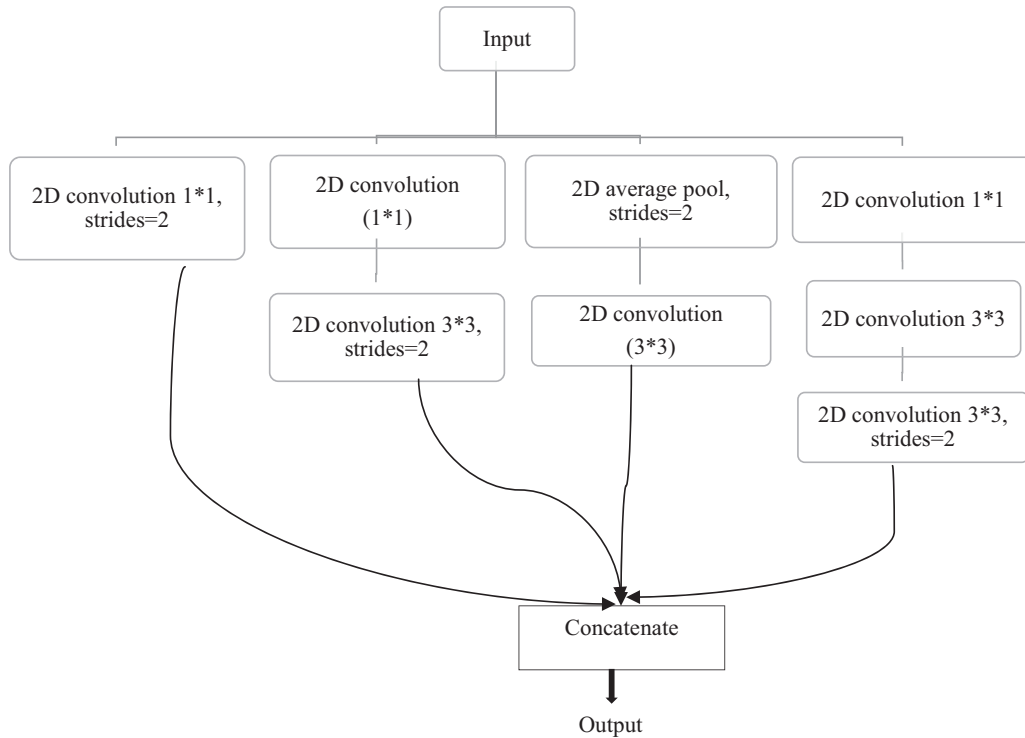 Input
2D convolution 1*1,
strides=2
2D convolution
(1*1)
2D average pool,
strides=2
2D convolution 1*1
2D convolution 3*3,
strides=2
2D convolution
(3*3)
2D convolution 3*3
2D convolution 3*3,
strides=2
Concatenate
Output